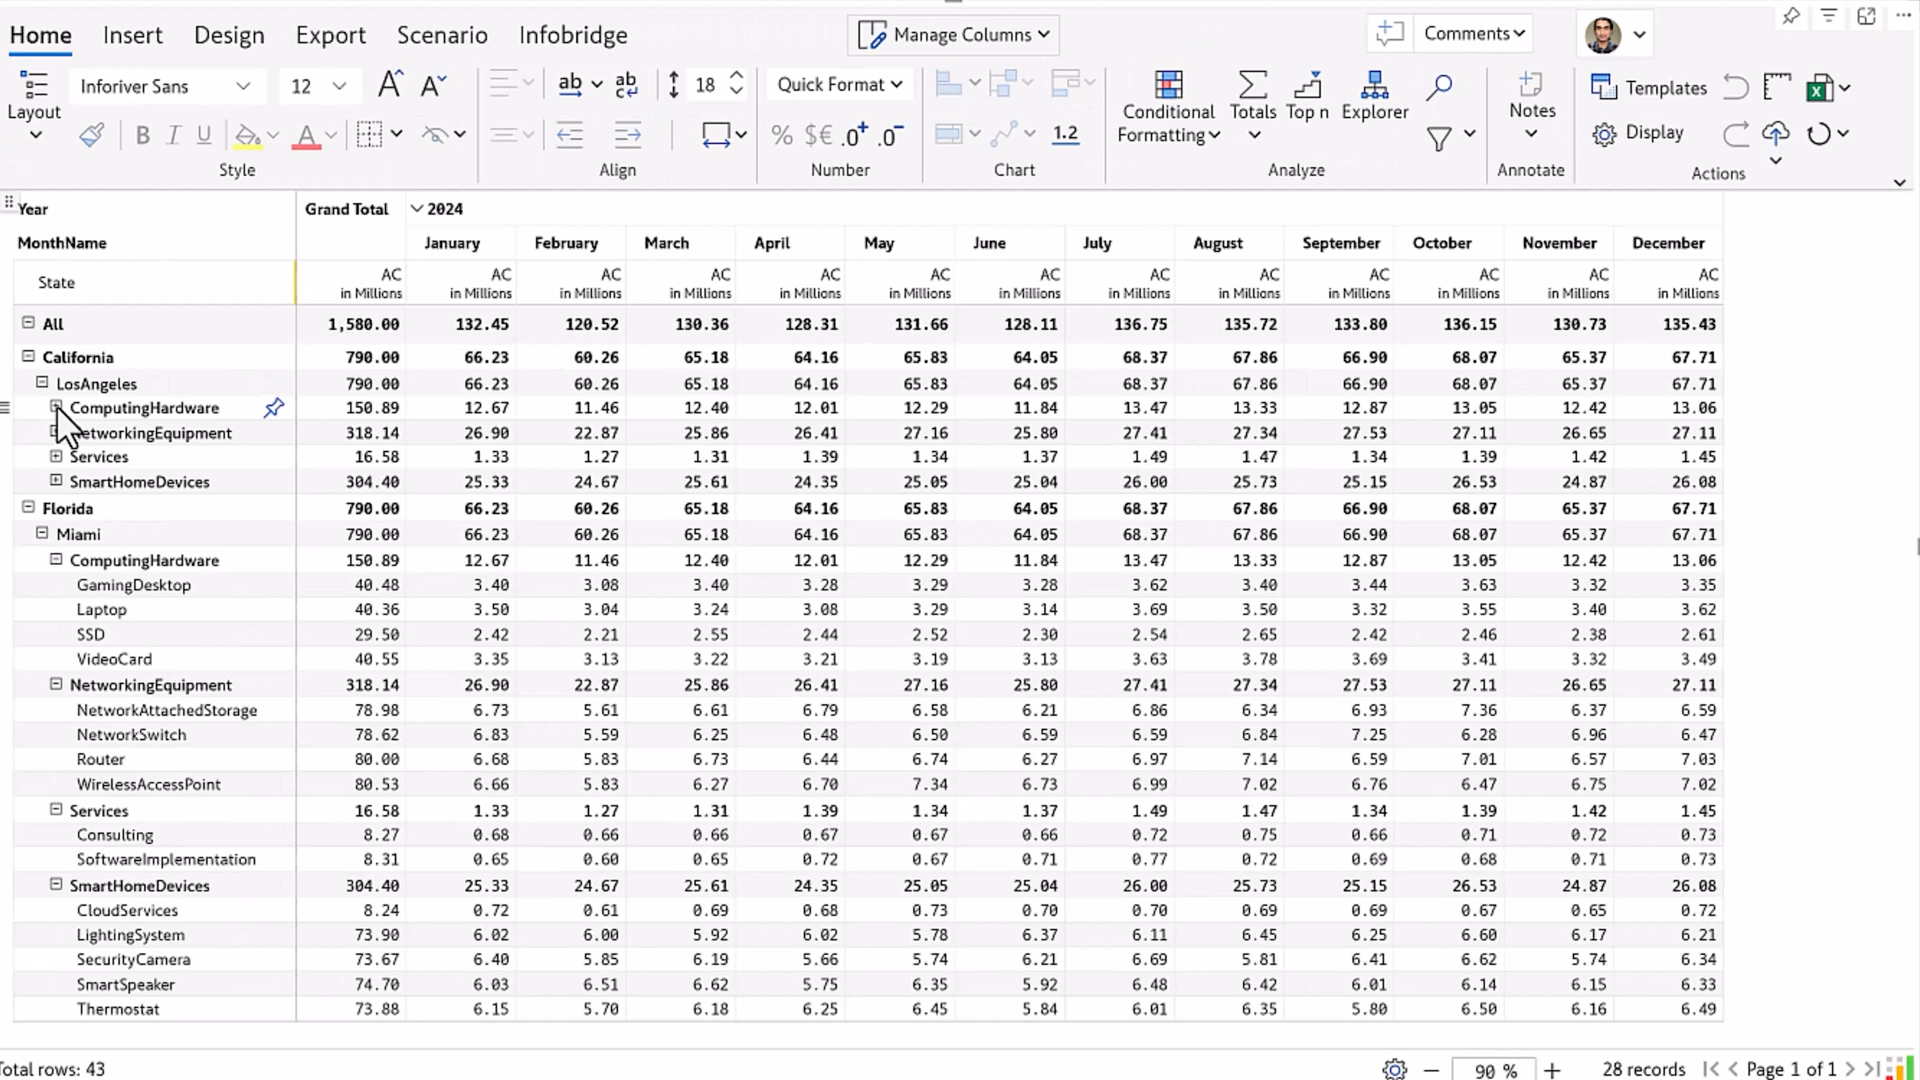 Home Insert Design Export Scenario Infobridge Manage Columns Comments
Inforiver Sans 12 18 Quick Format
Layout
Conditional Formatting Totals Top n Explorer Notes Templates Display
B I U % $€ .0+ .0- 1.2
Style Align Number Chart Analyze Annotate Actions
Year Grand Total 2024
MonthName January February March April May June July August September October November December
State AC AC AC AC AC AC AC AC AC AC AC AC AC
in Millions in Millions in Millions in Millions in Millions in Millions in Millions in Millions in Millions in Millions in Millions in Millions in Millions
All 1,580.00 132.45 120.52 130.36 128.31 131.66 128.11 136.75 135.72 133.80 136.15 130.73 135.43
California 790.00 66.23 60.26 65.18 64.16 65.83 64.05 68.37 67.86 66.90 68.07 65.37 67.71
LosAngeles 790.00 66.23 60.26 65.18 64.16 65.83 64.05 68.37 67.86 66.90 68.07 65.37 67.71
ComputingHardware 150.89 12.67 11.46 12.40 12.01 12.29 11.84 13.47 13.33 12.87 13.05 12.42 13.06
NetworkingEquipment 318.14 26.90 22.87 25.86 26.41 27.16 25.80 27.41 27.34 27.53 27.11 26.65 27.11
Services 16.58 1.33 1.27 1.31 1.39 1.34 1.37 1.49 1.47 1.34 1.39 1.42 1.45
SmartHomeDevices 304.40 25.33 24.67 25.61 24.35 25.05 25.04 26.00 25.73 25.15 26.53 24.87 26.08
Florida 790.00 66.23 60.26 65.18 64.16 65.83 64.05 68.37 67.86 66.90 68.07 65.37 67.71
Miami 790.00 66.23 60.26 65.18 64.16 65.83 64.05 68.37 67.86 66.90 68.07 65.37 67.71
ComputingHardware 150.89 12.67 11.46 12.40 12.01 12.29 11.84 13.47 13.33 12.87 13.05 12.42 13.06
GamingDesktop 40.48 3.40 3.08 3.40 3.28 3.29 3.28 3.62 3.40 3.44 3.63 3.32 3.35
Laptop 40.36 3.50 3.04 3.24 3.08 3.29 3.14 3.69 3.50 3.32 3.55 3.40 3.62
SSD 29.50 2.42 2.21 2.55 2.44 2.52 2.30 2.54 2.65 2.42 2.46 2.38 2.61
VideoCard 40.55 3.35 3.13 3.22 3.21 3.19 3.13 3.63 3.78 3.69 3.41 3.32 3.49
NetworkingEquipment 318.14 26.90 22.87 25.86 26.41 27.16 25.80 27.41 27.34 27.53 27.11 26.65 27.11
NetworkAttachedStorage 78.98 6.73 5.61 6.61 6.79 6.58 6.21 6.86 6.34 6.93 7.36 6.37 6.59
NetworkSwitch 78.62 6.83 5.59 6.25 6.48 6.50 6.59 6.59 6.84 7.25 6.28 6.96 6.47
Router 80.00 6.68 5.83 6.73 6.44 6.74 6.27 6.97 7.14 6.59 7.01 6.57 7.03
WirelessAccessPoint 80.53 6.66 5.83 6.27 6.70 7.34 6.73 6.99 7.02 6.76 6.47 6.75 7.02
Services 16.58 1.33 1.27 1.31 1.39 1.34 1.37 1.49 1.47 1.34 1.39 1.42 1.45
Consulting 8.27 0.68 0.66 0.66 0.67 0.67 0.66 0.72 0.75 0.66 0.71 0.72 0.73
SoftwareImplementation 8.31 0.65 0.60 0.65 0.72 0.67 0.71 0.77 0.72 0.69 0.68 0.71 0.73
SmartHomeDevices 304.40 25.33 24.67 25.61 24.35 25.05 25.04 26.00 25.73 25.15 26.53 24.87 26.08
CloudServices 8.24 0.72 0.61 0.69 0.68 0.73 0.70 0.70 0.69 0.69 0.67 0.65 0.72
LightingSystem 73.90 6.02 6.00 5.92 6.02 5.78 6.37 6.11 6.45 6.25 6.60 6.17 6.21
SecurityCamera 73.67 6.40 5.85 6.19 5.66 5.74 6.21 6.69 5.81 6.41 6.62 5.74 6.34
SmartSpeaker 74.70 6.03 6.51 6.62 5.75 6.35 5.92 6.48 6.42 6.01 6.14 6.15 6.33
Thermostat 73.88 6.15 5.70 6.18 6.25 6.45 5.84 6.01 6.35 5.80 6.50 6.16 6.49
Total rows: 43 90 % 28 records Page 1 of 1